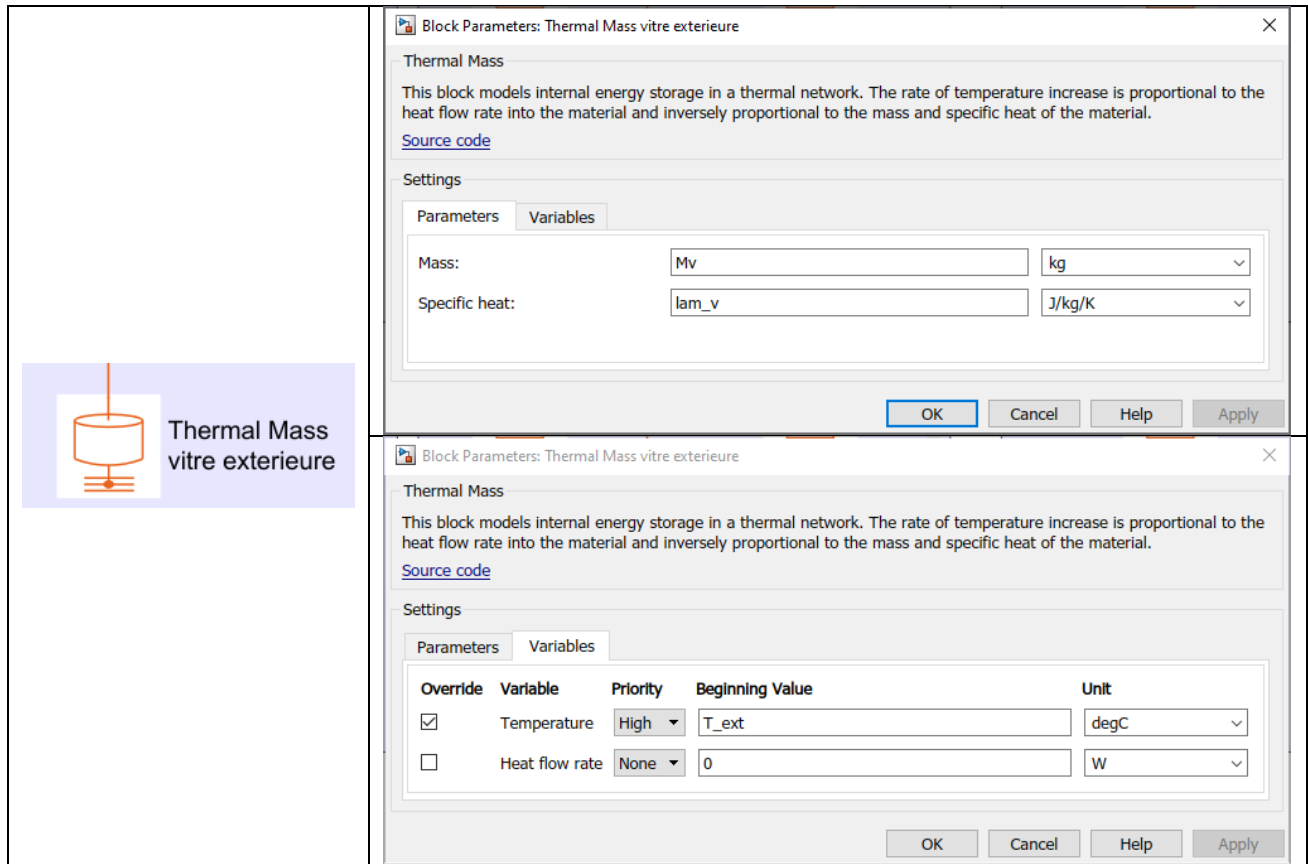 Thermal Mass
vitre exterieure
Block Parameters: Thermal Mass vitre exterieure
Thermal Mass
This block models internal energy storage in a thermal network. The rate of temperature increase is proportional to the
heat flow rate into the material and inversely proportional to the mass and specific heat of the material.
Source code
Settings
Parameters Variables
Mass: Mv kg
Specific heat: lam_v J/kg/K
OK Cancel Help Apply
Block Parameters: Thermal Mass vitre exterieure
Thermal Mass
This block models internal energy storage in a thermal network. The rate of temperature increase is proportional to the
heat flow rate into the material and inversely proportional to the mass and specific heat of the material.
Source code
Settings
Parameters Variables
Override Variable Priority Beginning Value Unit
Temperature High T_ext degC
Heat flow rate None 0 W
OK Cancel Help Apply